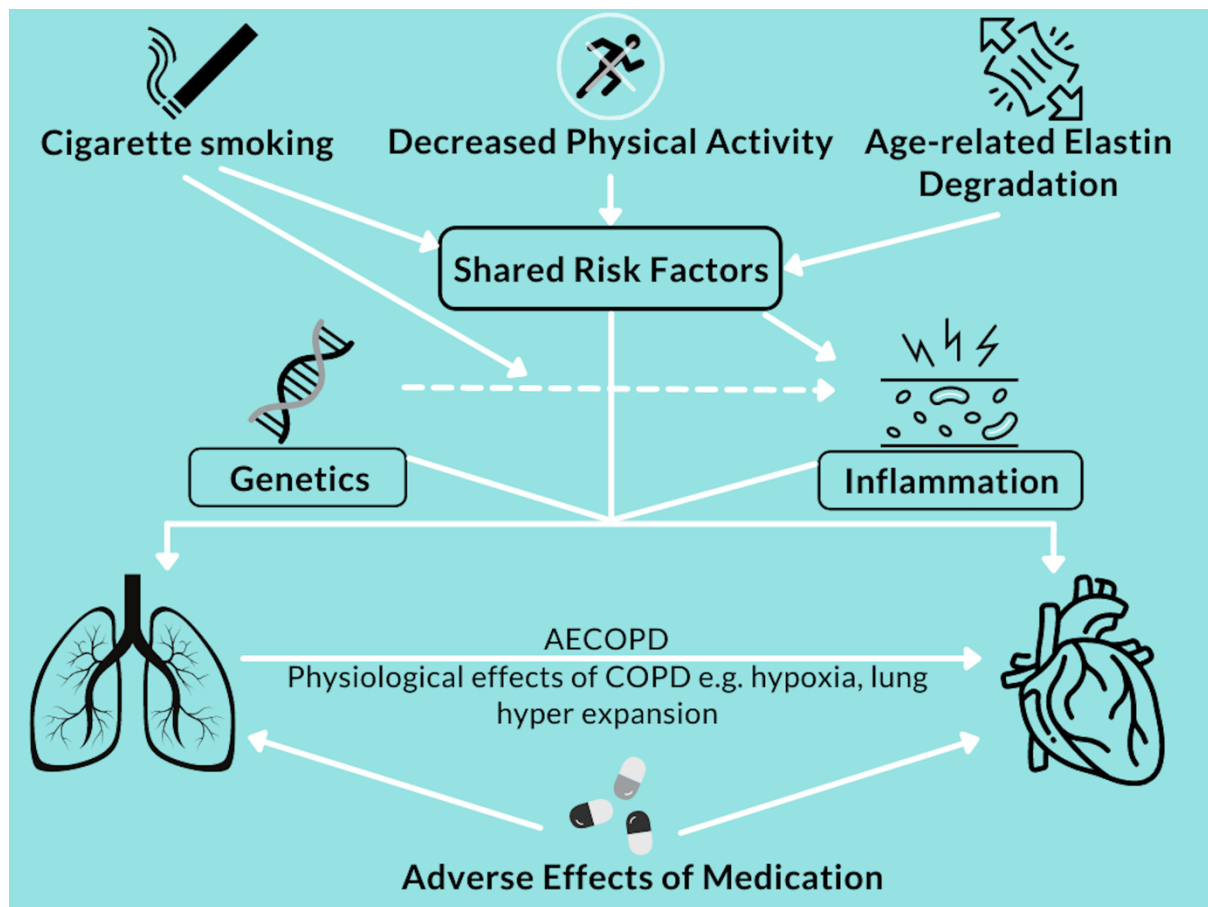 Cigarette smoking
Decreased Physical Activity
Age-related Elastin
Degradation
Shared Risk Factors
Genetics
Inflammation
AECOPD
Physiological effects of COPD e.g. hypoxia, lung
hyper expansion
Adverse Effects of Medication